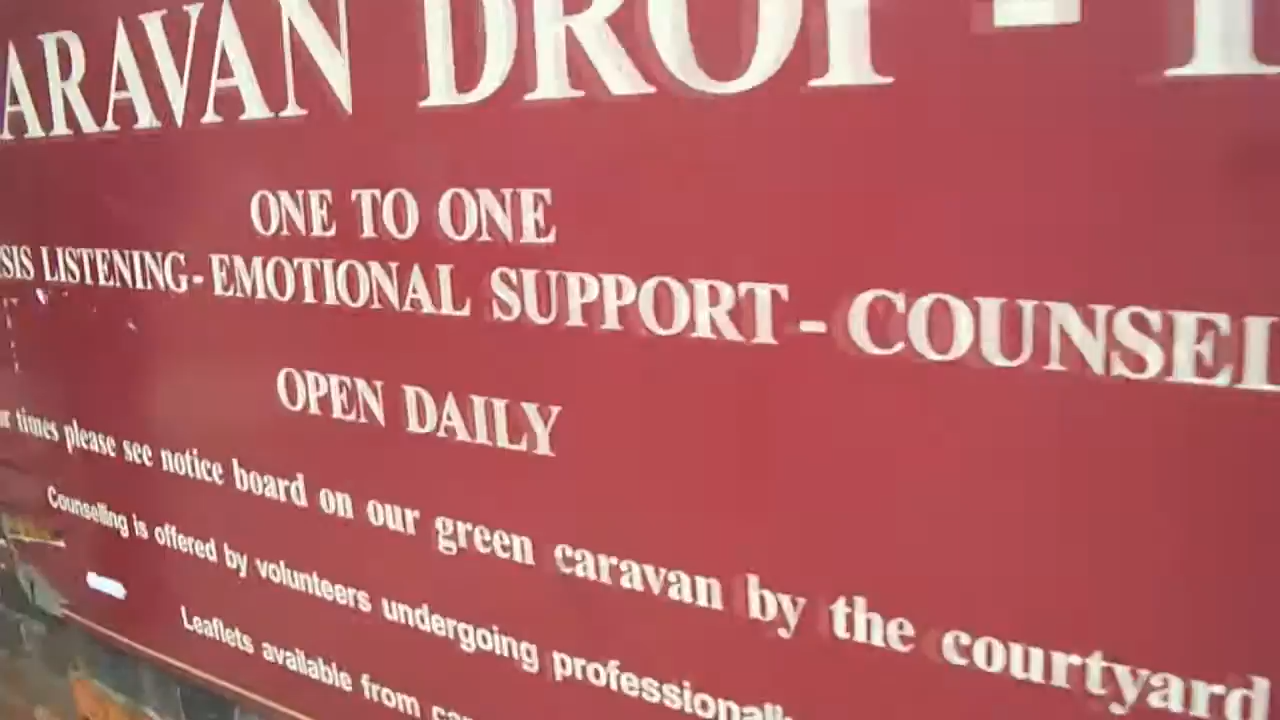 ARAVAN DROP - I
ONE TO ONE
SIS LISTENING - EMOTIONAL SUPPORT - COUNSEL
OPEN DAILY
r times please see notice board on our green caravan by the courtyard
Counselling is offered by volunteers undergoing professional
Leaflets available from